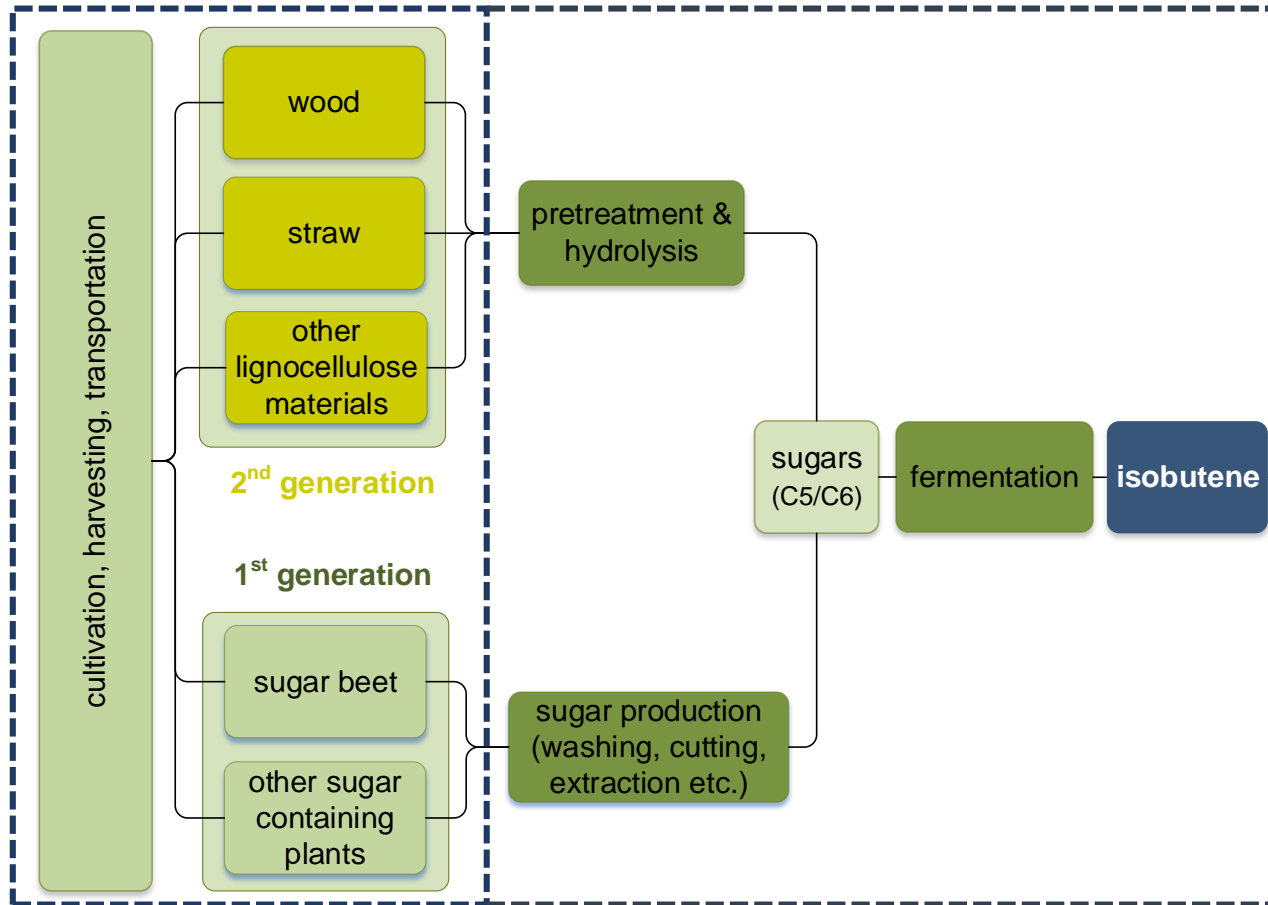 cultivation, harvesting, transportation
wood
straw
other
lignocellulose
materials
2nd generation
1st generation
sugar beet
other sugar
containing
plants
pretreatment &
hydrolysis
sugar production
(washing, cutting,
extraction etc.)
sugars
(C5/C6)
fermentation
isobutene